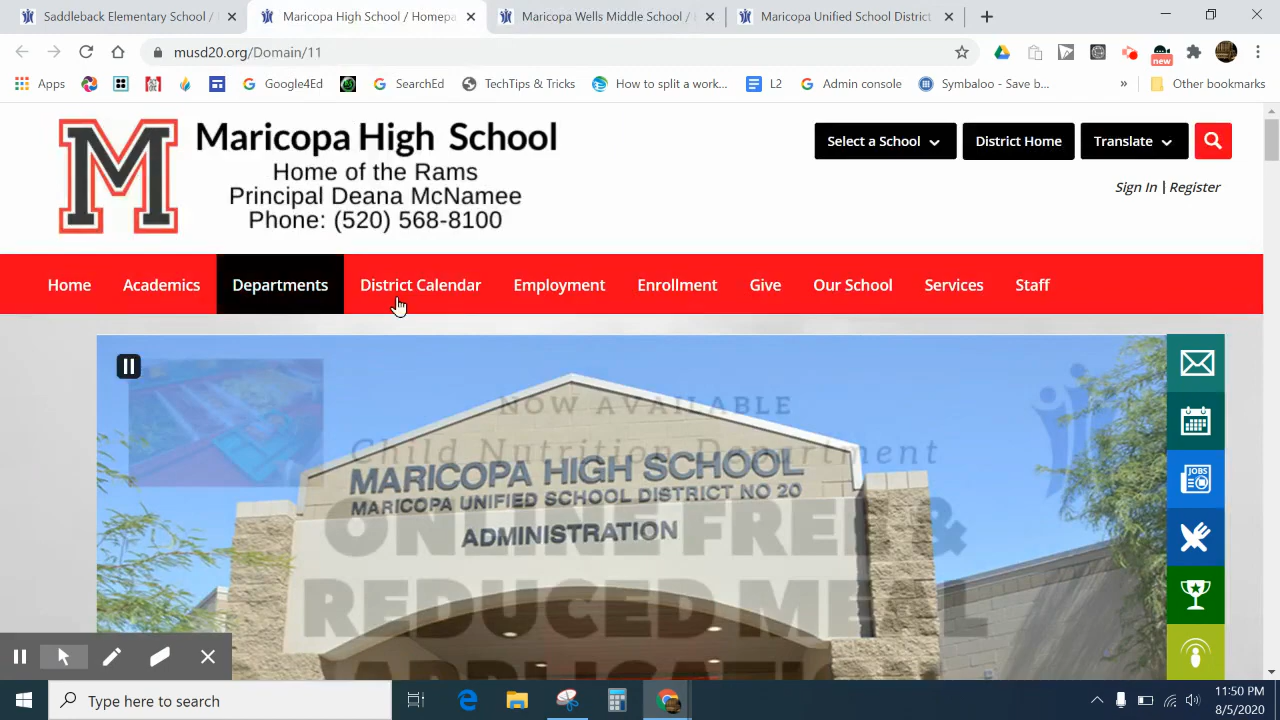 Saddleback Elementary School /
Maricopa High School / Homepa
Maricopa Wells Middle School /
Maricopa Unified School District
musd20.org/Domain/11
new
Apps
Google4Ed
SearchEd
TechTips & Tricks
How to split a work...
L2
Admin console
Symbaloo - Save b...
»
Other bookmarks
M
Maricopa High School
Home of the Rams
Principal Deana McNamee
Phone: (520) 568-8100
Select a School
District Home
Translate
Sign In | Register
Home
Academics
Departments
District Calendar
Employment
Enrollment
Give
Our School
Services
Staff
NOW AVAILABLE
Child Nutrition Department
MARICOPA HIGH SCHOOL
MARICOPA UNIFIED SCHOOL DISTRICT NO 20
ADMINISTRATION
ONLINE FREE &
REDUCED MEAL
JOBS
Type here to search
11:50 PM
8/5/2020